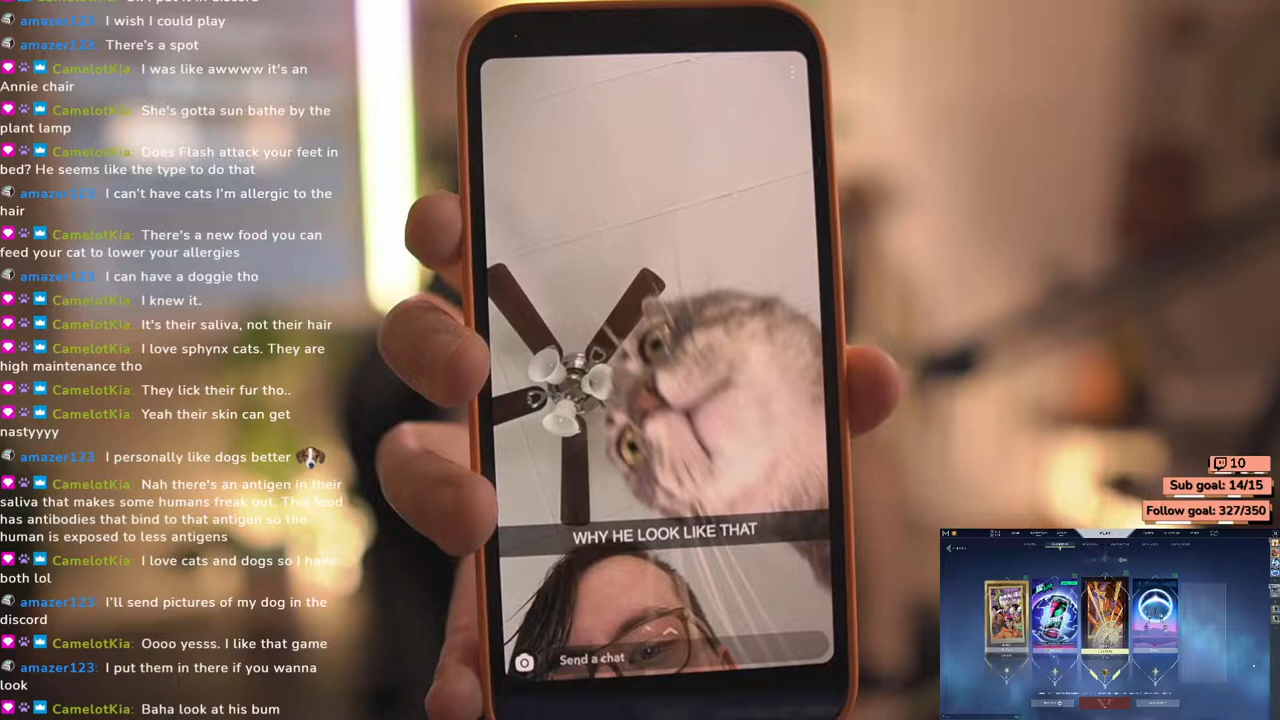 amazer123: I wish I could play
amazer123: There's a spot
CamelotKia: I was like awwww it's an
Annie chair
CamelotKia: She's gotta sun bathe by the
plant lamp
CamelotKia: Does Flash attack your feet in
bed? He seems like the type to do that
amazer123: I can't have cats I'm allergic to the
hair
CamelotKia: There's a new food you can
feed your cat to lower your allergies
amazer123: I can have a doggie tho
CamelotKia: I knew it.
CamelotKia: It's their saliva, not their hair
CamelotKia: I love sphynx cats. They are
high maintenance tho
CamelotKia: They lick their fur tho..
CamelotKia: Yeah their skin can get
nastyyyy
amazer123: I personally like dogs better
CamelotKia: Nah there's an antigen in their
saliva that makes some humans freak out. This food
has antibodies that bind to that antigen so the
human is exposed to less antigens
CamelotKia: I love cats and dogs so I have
both lol
amazer123: I'll send pictures of my dog in the
discord
CamelotKia: Oooo yesss. I like that game
amazer123: I put them in there if you wanna
look
CamelotKia: Baha look at his bum
WHY HE LOOK LIKE THAT
Send a chat
10
Sub goal: 14/15
Follow goal: 327/350
PLAY